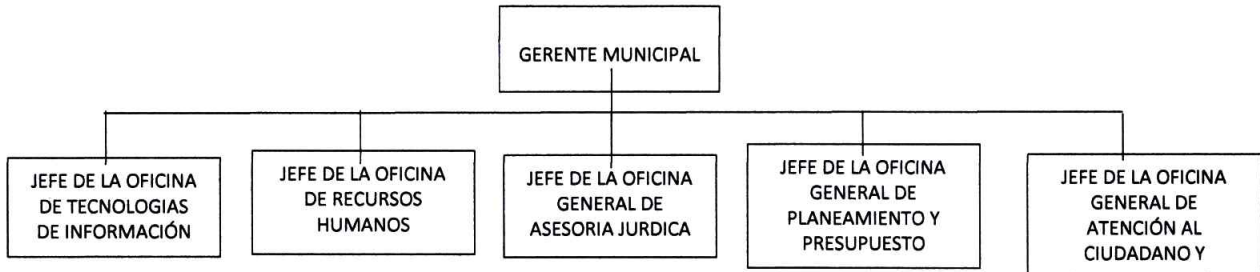 GERENTE MUNICIPAL
JEFE DE LA OFICINA
DE TECNOLOGIAS
DE INFORMACIÓN
JEFE DE LA OFICINA
DE RECURSOS
HUMANOS
JEFE DE LA OFICINA
GENERAL DE
ASESORIA JURDICA
JEFE DE LA OFICINA
GENERAL DE
PLANEAMIENTO Y
PRESUPUESTO
JEFE DE LA OFICINA
GENERAL DE
ATENCIÓN AL
CIUDADANO Y